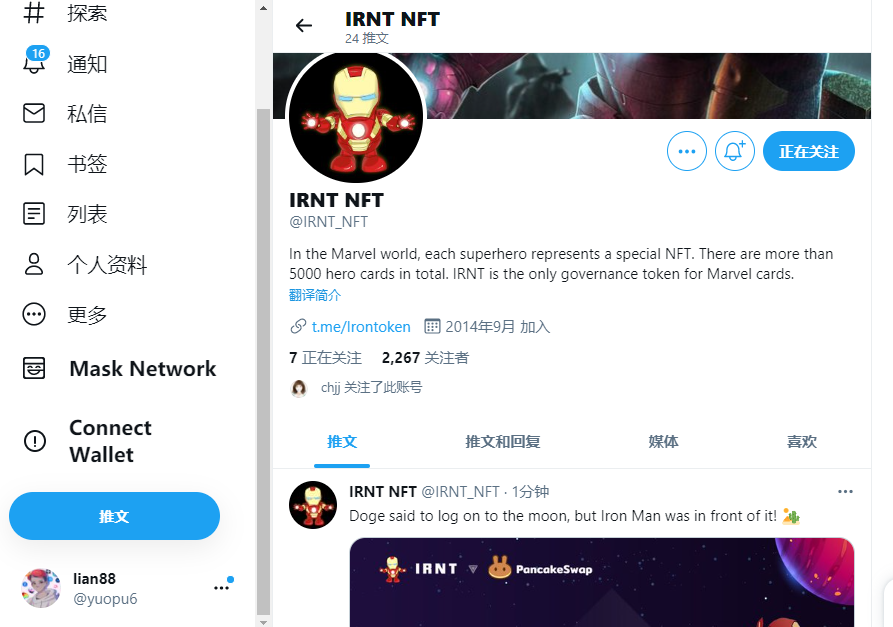 探索
16
通知
私信
书签
列表
个人资料
更多
Mask Network
Connect
Wallet
推文
lian88
@yuopu6
IRNT NFT
24 推文
正在关注
IRNT NFT
@IRNT_NFT
In the Marvel world, each superhero represents a special NFT. There are more than
5000 hero cards in total. IRNT is the only governance token for Marvel cards.
翻译简介
t.me/Irontoken 2014年9月 加入
7 正在关注 2,267 关注者
chjj 关注了此账号
推文 推文和回复 媒体 喜欢
IRNT NFT @IRNT_NFT · 1分钟
Doge said to log on to the moon, but Iron Man was in front of it! 🏜️
IRNT PancakeSwap